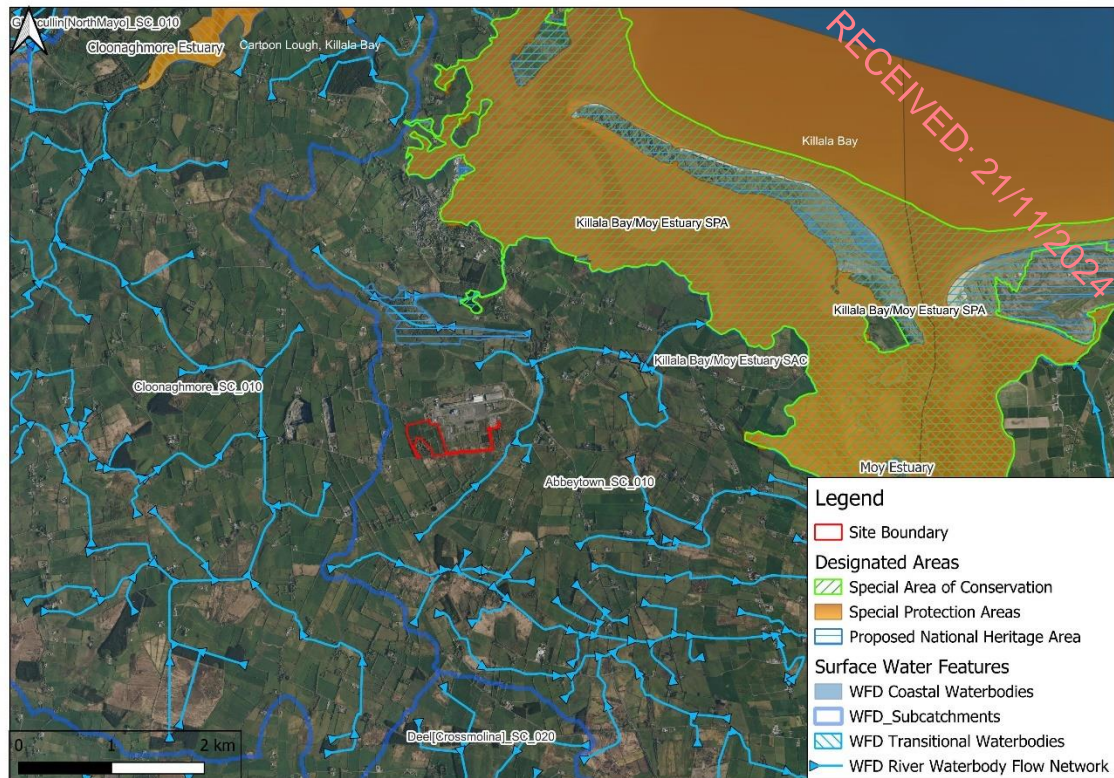 G[NorthMayo]_SC_010
Cloonaghmore Estuary
Cartoon Lough, Killala Bay
RECEIVED: 21/11/2024
Killala Bay
Killala Bay/Moy Estuary SPA
Killala Bay/Moy Estuary SPA
Killala Bay/Moy Estuary SAC
Cloonaghmore_SC_010
Abbeytown_SC_010
Moy Estuary
Deel[Crossmolina]_SC_020
0 1 2 km
Legend
Site Boundary
Designated Areas
Special Area of Conservation
Special Protection Areas
Proposed National Heritage Area
Surface Water Features
WFD Coastal Waterbodies
WFD_Subcatchments
WFD Transitional Waterbodies
WFD River Waterbody Flow Network